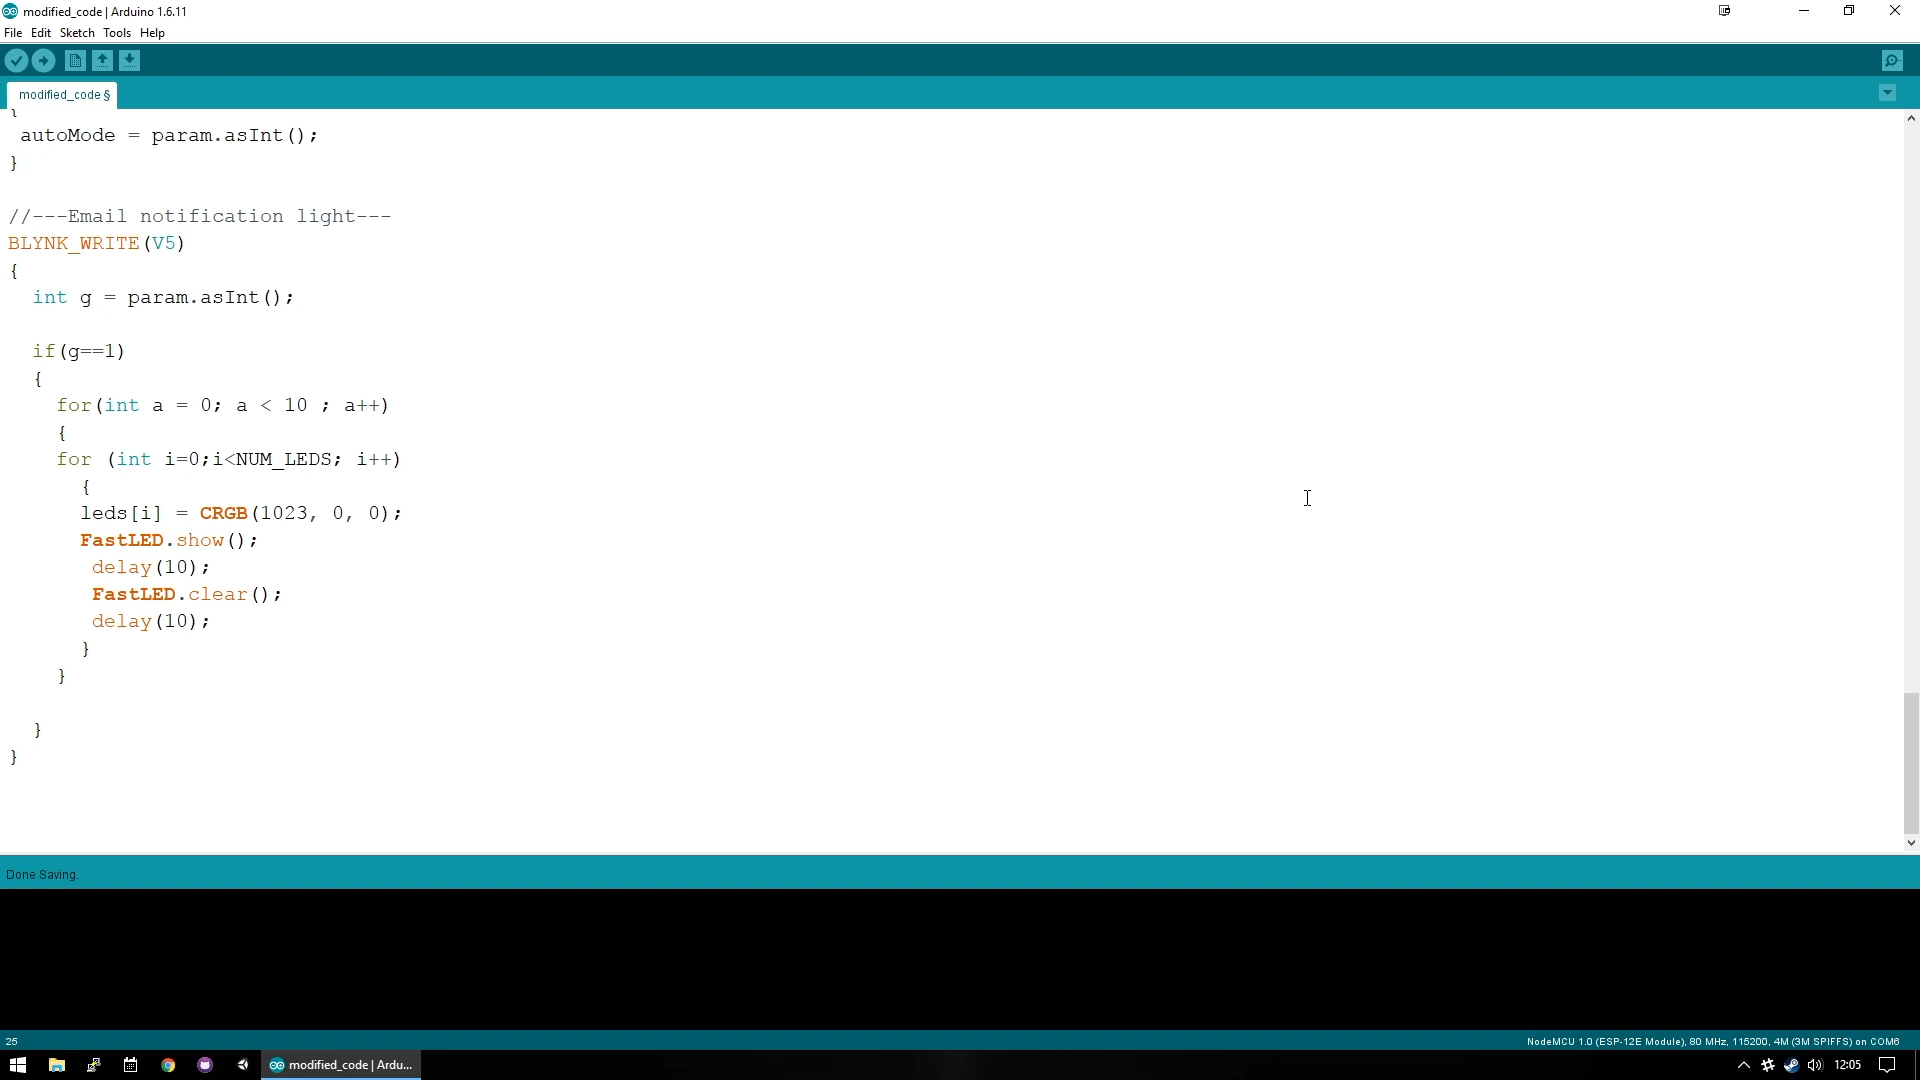 modified_code | Arduino 1.6.11
File Edit Sketch Tools Help
modified_code §
{
autoMode = param.asInt();
}
//---Email notification light---
BLYNK_WRITE(V5)
{
int g = param.asInt();
if(g==1)
{
for(int a = 0; a < 10 ; a++)
{
for (int i=0;i<NUM_LEDS; i++)
{
leds[i] = CRGB(1023, 0, 0);
FastLED.show();
delay(10);
FastLED.clear();
delay(10);
}
}
}
}
Done Saving.
25
NodeMCU 1.0 (ESP-12E Module), 80 MHz, 115200, 4M (3M SPIFFS) on COM6
modified_code | Ardu...
12:05